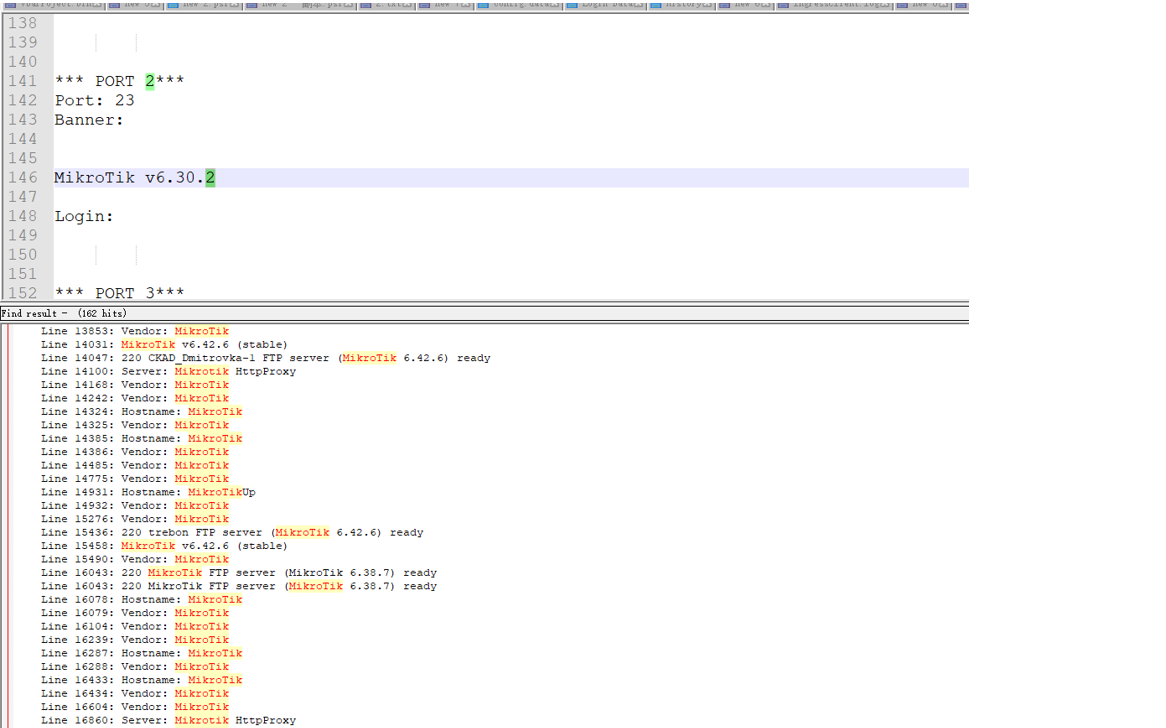 138
139
140
141 *** PORT 2***
142 Port: 23
143 Banner:
144
145
146 MikroTik v6.30.2
147
148 Login:
149
150
151
152 *** PORT 3***
Find result - (162 hits)
Line 13853: Vendor: MikroTik
Line 14031: MikroTik v6.42.6 (stable)
Line 14047: 220 CKAD_Dmitrovka-1 FTP server (MikroTik 6.42.6) ready
Line 14100: Server: Mikrotik HttpProxy
Line 14168: Vendor: MikroTik
Line 14242: Vendor: MikroTik
Line 14324: Hostname: MikroTik
Line 14325: Vendor: MikroTik
Line 14385: Hostname: MikroTik
Line 14386: Vendor: MikroTik
Line 14485: Vendor: MikroTik
Line 14775: Vendor: MikroTik
Line 14931: Hostname: MikroTikUp
Line 14932: Vendor: MikroTik
Line 15276: Vendor: MikroTik
Line 15436: 220 trebon FTP server (MikroTik 6.42.6) ready
Line 15458: MikroTik v6.42.6 (stable)
Line 15490: Vendor: MikroTik
Line 16043: 220 MikroTik FTP server (MikroTik 6.38.7) ready
Line 16043: 220 MikroTik FTP server (MikroTik 6.38.7) ready
Line 16078: Hostname: MikroTik
Line 16079: Vendor: MikroTik
Line 16104: Vendor: MikroTik
Line 16239: Vendor: MikroTik
Line 16287: Hostname: MikroTik
Line 16288: Vendor: MikroTik
Line 16433: Hostname: MikroTik
Line 16434: Vendor: MikroTik
Line 16604: Vendor: MikroTik
Line 16860: Server: Mikrotik HttpProxy